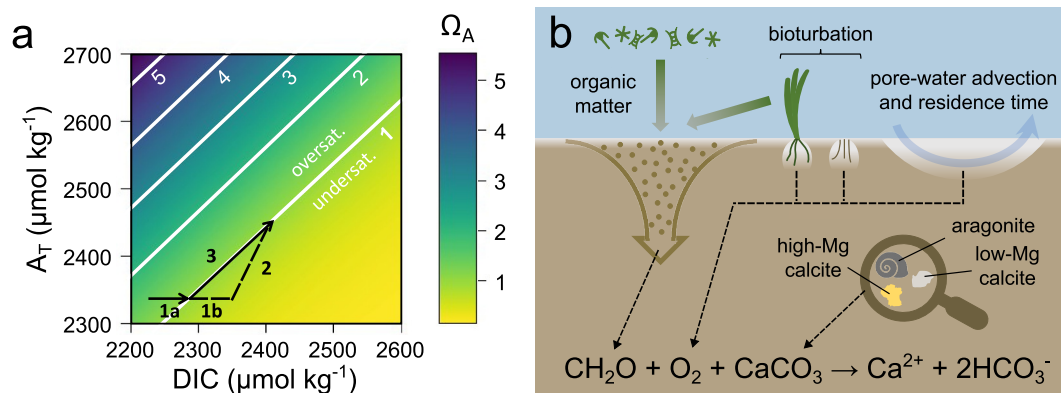 a
Ω_A
2700
2600
2500
2400
2300
A_T (µmol kg⁻¹)
2200
2300
2400
2500
2600
DIC (µmol kg⁻¹)
5
4
3
2
1
oversat.
undersat.
3
2
1a
1b
5
4
3
2
1
b
bioturbation
organic
matter
pore-water advection
and residence time
aragonite
high-Mg
calcite
low-Mg
calcite
CH₂O + O₂ + CaCO₃ → Ca²⁺ + 2HCO₃⁻